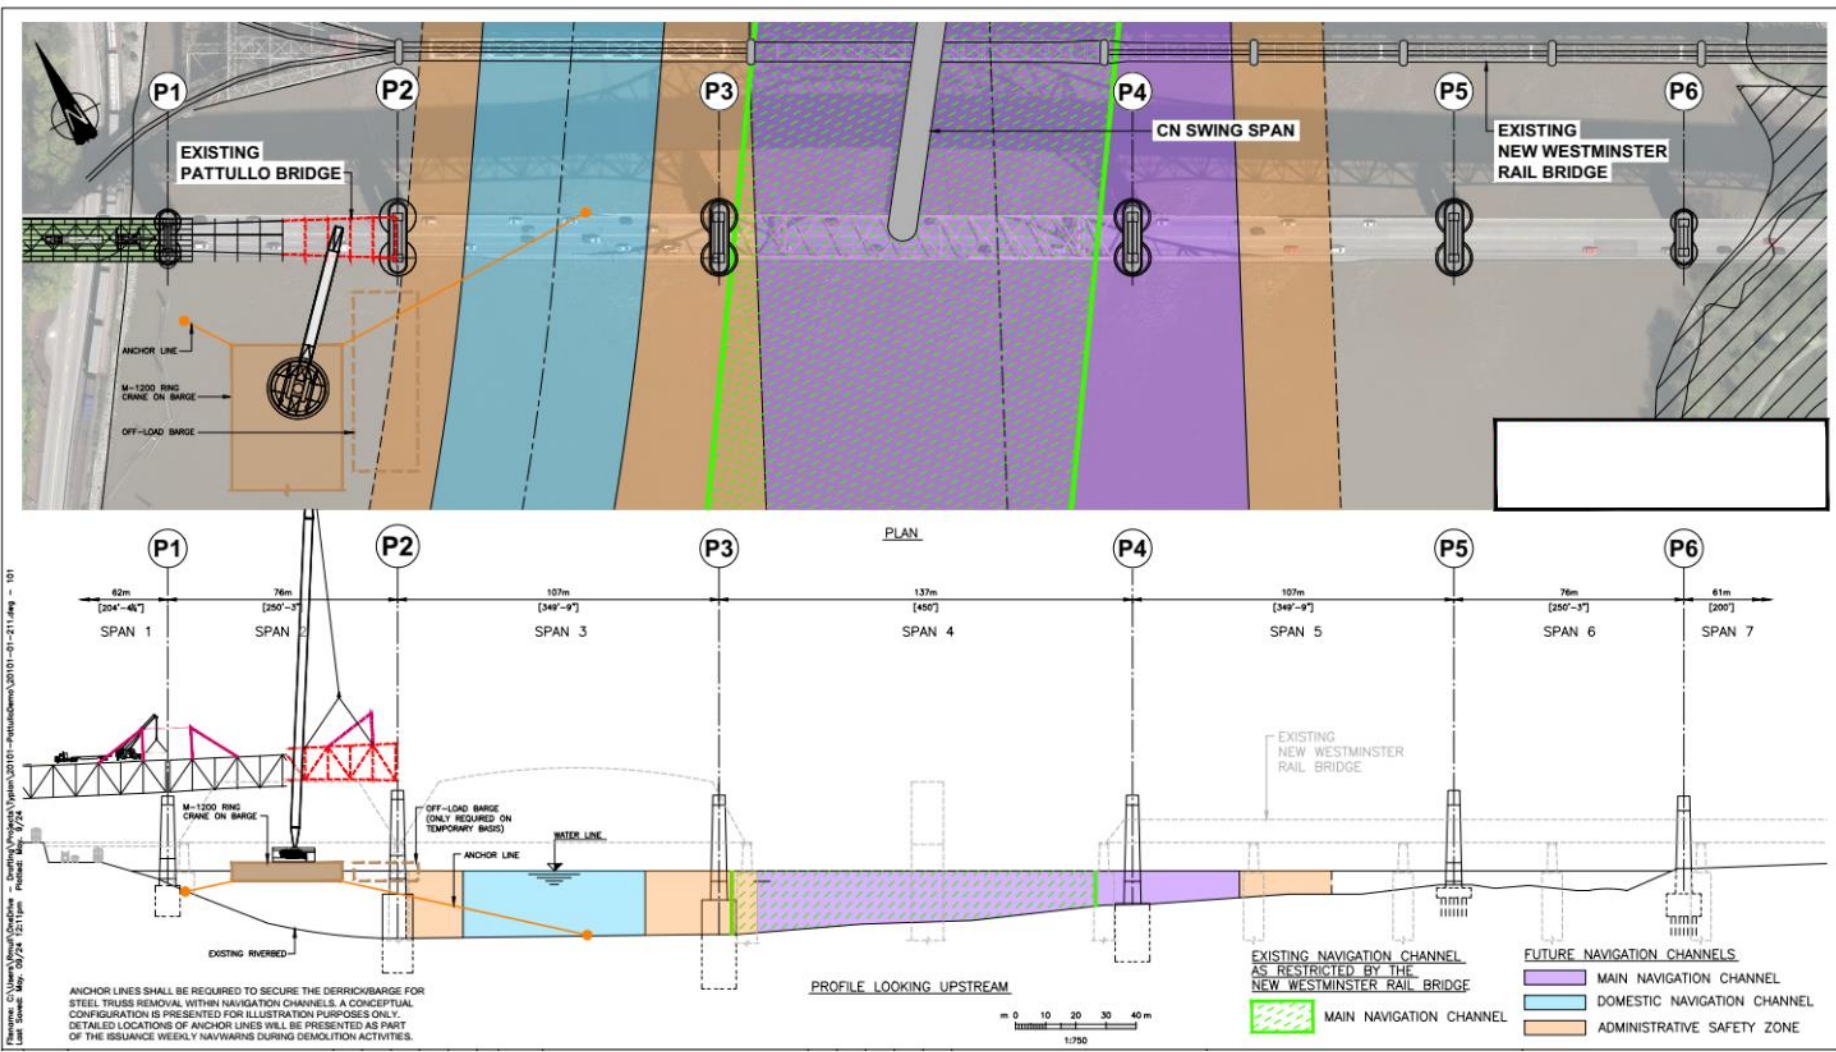 P1
P2
P3
P4
P5
P6
EXISTING
PATTULLO BRIDGE
CN SWING SPAN
EXISTING
NEW WESTMINSTER
RAIL BRIDGE
ANCHOR LINE
M-1200 RING
CRANE ON BARGE
OFF-LOAD BARGE
PLAN
P1
P2
P3
P4
P5
P6
62m
76m
107m
137m
107m
76m
61m
[250'-3"]
[349'-9"]
[450']
[349'-9"]
[250'-3"]
[200']
SPAN 1
SPAN 2
SPAN 3
SPAN 4
SPAN 5
SPAN 6
SPAN 7
EXISTING
NEW WESTMINSTER
RAIL BRIDGE
M-1200 RING
CRANE ON BARGE
OFF-LOAD BARGE
(ONLY REQUIRED ON
TEMPORARY BASIS)
WATER LINE
ANCHOR LINE
EXISTING RIVERBED
ANCHOR LINES SHALL BE REQUIRED TO SECURE THE DERRICK/BARGE FOR
STEEL TRUSS REMOVAL WITHIN NAVIGATION CHANNELS. A CONCEPTUAL
CONFIGURATION IS PRESENTED FOR ILLUSTRATION PURPOSES ONLY.
DETAILED LOCATIONS OF ANCHOR LINES WILL BE PRESENTED AS PART
OF THE ISSUANCE WEEKLY NAVWARNS DURING DEMOLITION ACTIVITIES.
PROFILE LOOKING UPSTREAM
m 0 10 20 30 40 m
1:750
EXISTING NAVIGATION CHANNEL
AS RESTRICTED BY THE
NEW WESTMINSTER RAIL BRIDGE
MAIN NAVIGATION CHANNEL
FUTURE NAVIGATION CHANNELS
MAIN NAVIGATION CHANNEL
DOMESTIC NAVIGATION CHANNEL
ADMINISTRATIVE SAFETY ZONE